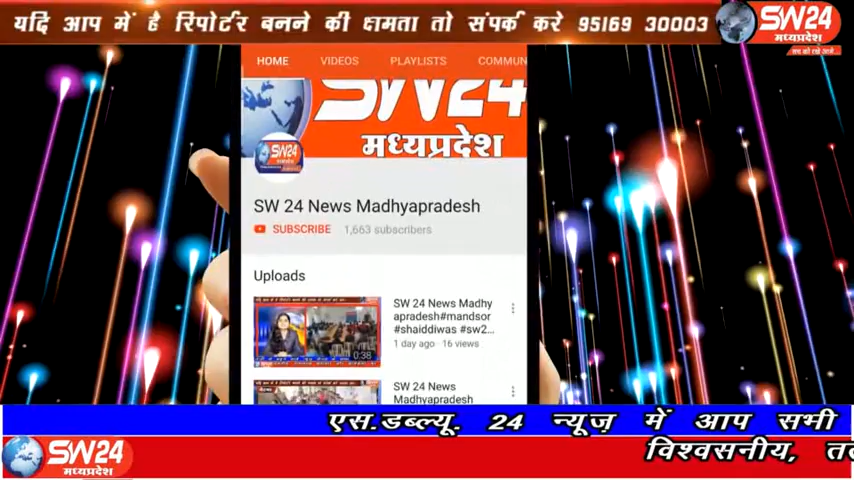 यदि आप में है रिपोर्टर बनने की क्षमता तो संपर्क करे 95169 30003
SW24
मध्यप्रदेश
HOME VIDEOS PLAYLISTS COMMUN
SW24
मध्यप्रदेश
SW24
SW 24 News Madhyapradesh
SUBSCRIBE 1,663 subscribers
Uploads
SW 24 News Madhy
apradesh#mandsor
#shaiddiwas #sw2...
1 day ago · 16 views
0:38
SW 24 News
Madhyapradesh
एस.डब्ल्यू. 24 न्यूज़ में आप सभी
SW24
मध्यप्रदेश
विश्वसनीय,